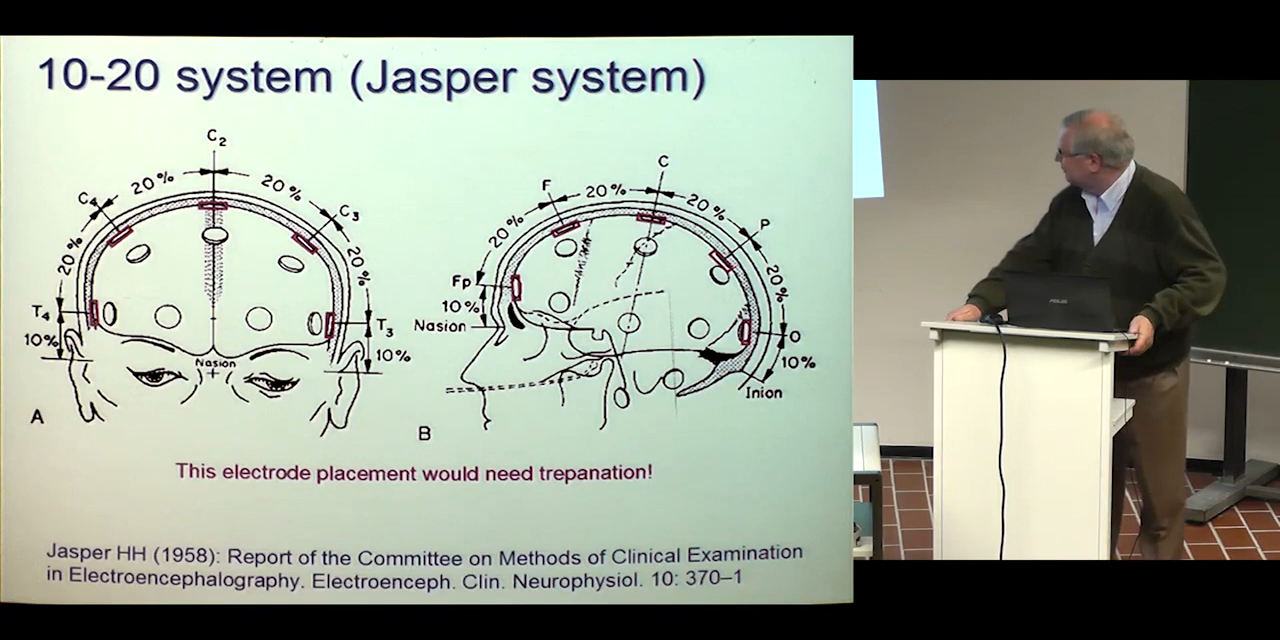 10-20 system (Jasper system)
C2
20% 20%
C4 C3
20% 20%
T4 T3
10% 10%
Nasion
A
C
F 20% 20% P
20% 20%
Fp O
10% 10%
Nasion
Inion
B
This electrode placement would need trepanation!
Jasper HH (1958): Report of the Committee on Methods of Clinical Examination
in Electroencephalography. Electroenceph. Clin. Neurophysiol. 10: 370–1
ASUS